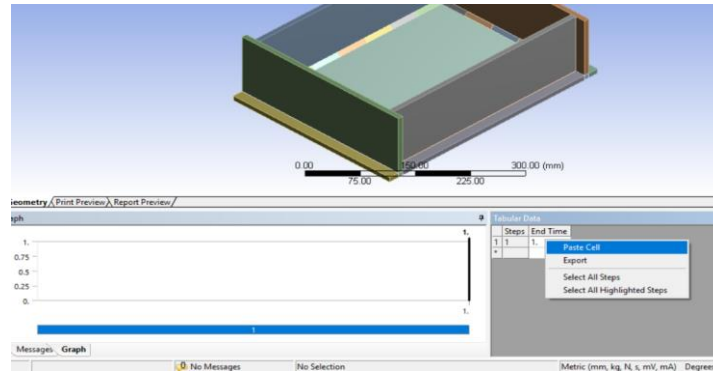 0.00 150.00 300.00 (mm)
75.00 225.00
Geometry Print Preview Report Preview
aph
Tabular Data
1.
Steps End Time
1 1 1.
*
Paste Cell
Export
Select All Steps
Select All Highlighted Steps
1.
0.75
0.5
0.25
0.
1.
1
Messages Graph
No Messages No Selection Metric (mm, kg, N, s, mV, mA) Degree